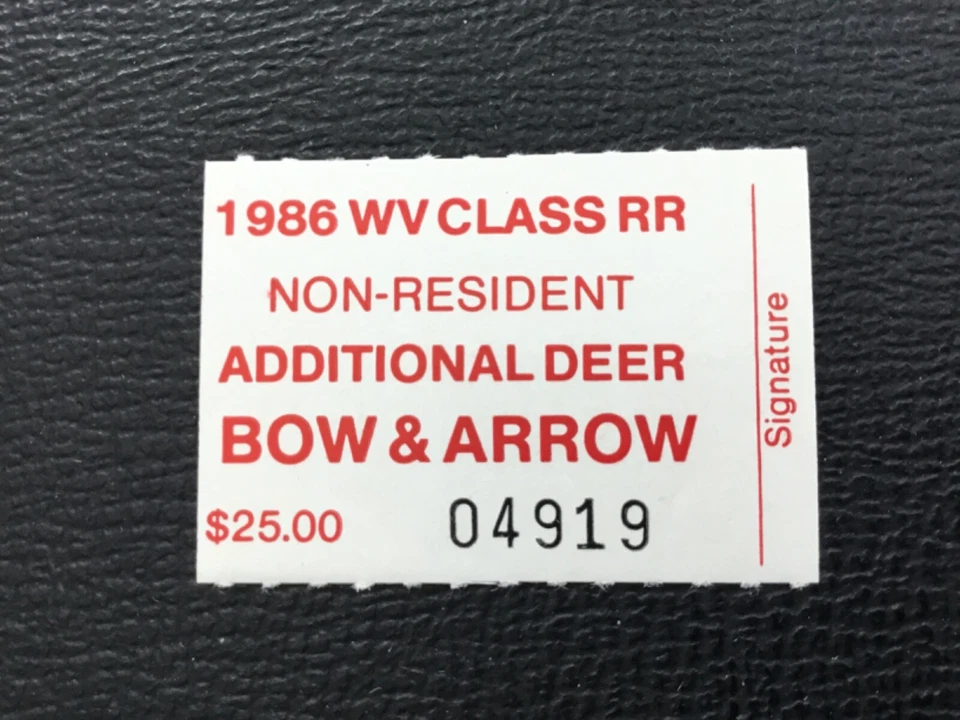 1986 WV CLASS RR
NON-RESIDENT
ADDITIONAL DEER
BOW & ARROW
$25.00 04919
Signature